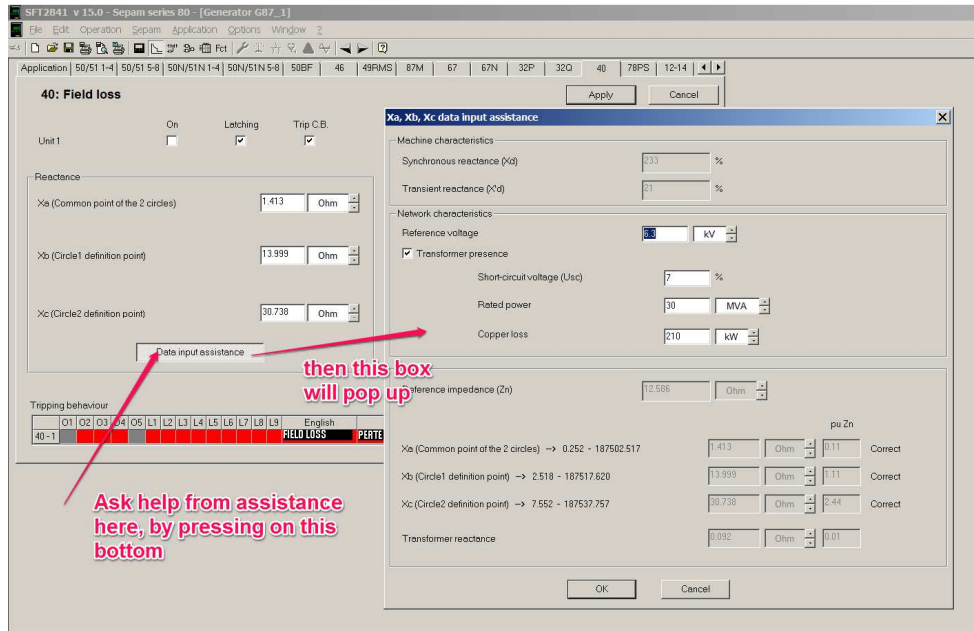 SFT2841 v 15.0 - Sepam series 80 - [Generator G87_1]
File Edit Operation Sepam Application Options Window ?
Fct
Application 50/51 1-4 50/51 5-8 50N/51N 1-4 50N/51N 5-8 50BF 46 49RMS 87M 67 67N 32P 32Q 40 78PS 12-14
40: Field loss
Apply Cancel
On Latching Trip C.B.
Unit 1
Reactance
Xa (Common point of the 2 circles) 1.413 Ohm
Xb (Circle1 definition point) 13.999 Ohm
Xc (Circle2 definition point) 30.738 Ohm
Data input assistance
Tripping behaviour
O1 O2 O3 O4 O5 L1 L2 L3 L4 L5 L6 L7 L8 L9 English
40 - 1 FIELD LOSS PERTE
Ask help from assistance
here, by pressing on this
bottom
then this box
will pop up
Xa, Xb, Xc data input assistance
Machine characteristics
Synchronous reactance (Xd) 233 %
Transient reactance (X'd) 21 %
Network characteristics
Reference voltage 6.3 kV
Transformer presence
Short-circuit voltage (Usc) 7 %
Rated power 30 MVA
Copper loss 210 kW
Reference impedance (Zn) 12.586 Ohm
pu Zn
Xa (Common point of the 2 circles) --> 0.252 - 187502.517 1.413 Ohm 0.11 Correct
Xb (Circle1 definition point) --> 2.518 - 187517.620 13.999 Ohm 1.11 Correct
Xc (Circle2 definition point) --> 7.552 - 187537.757 30.738 Ohm 2.44 Correct
Transformer reactance 0.092 Ohm 0.01
OK Cancel